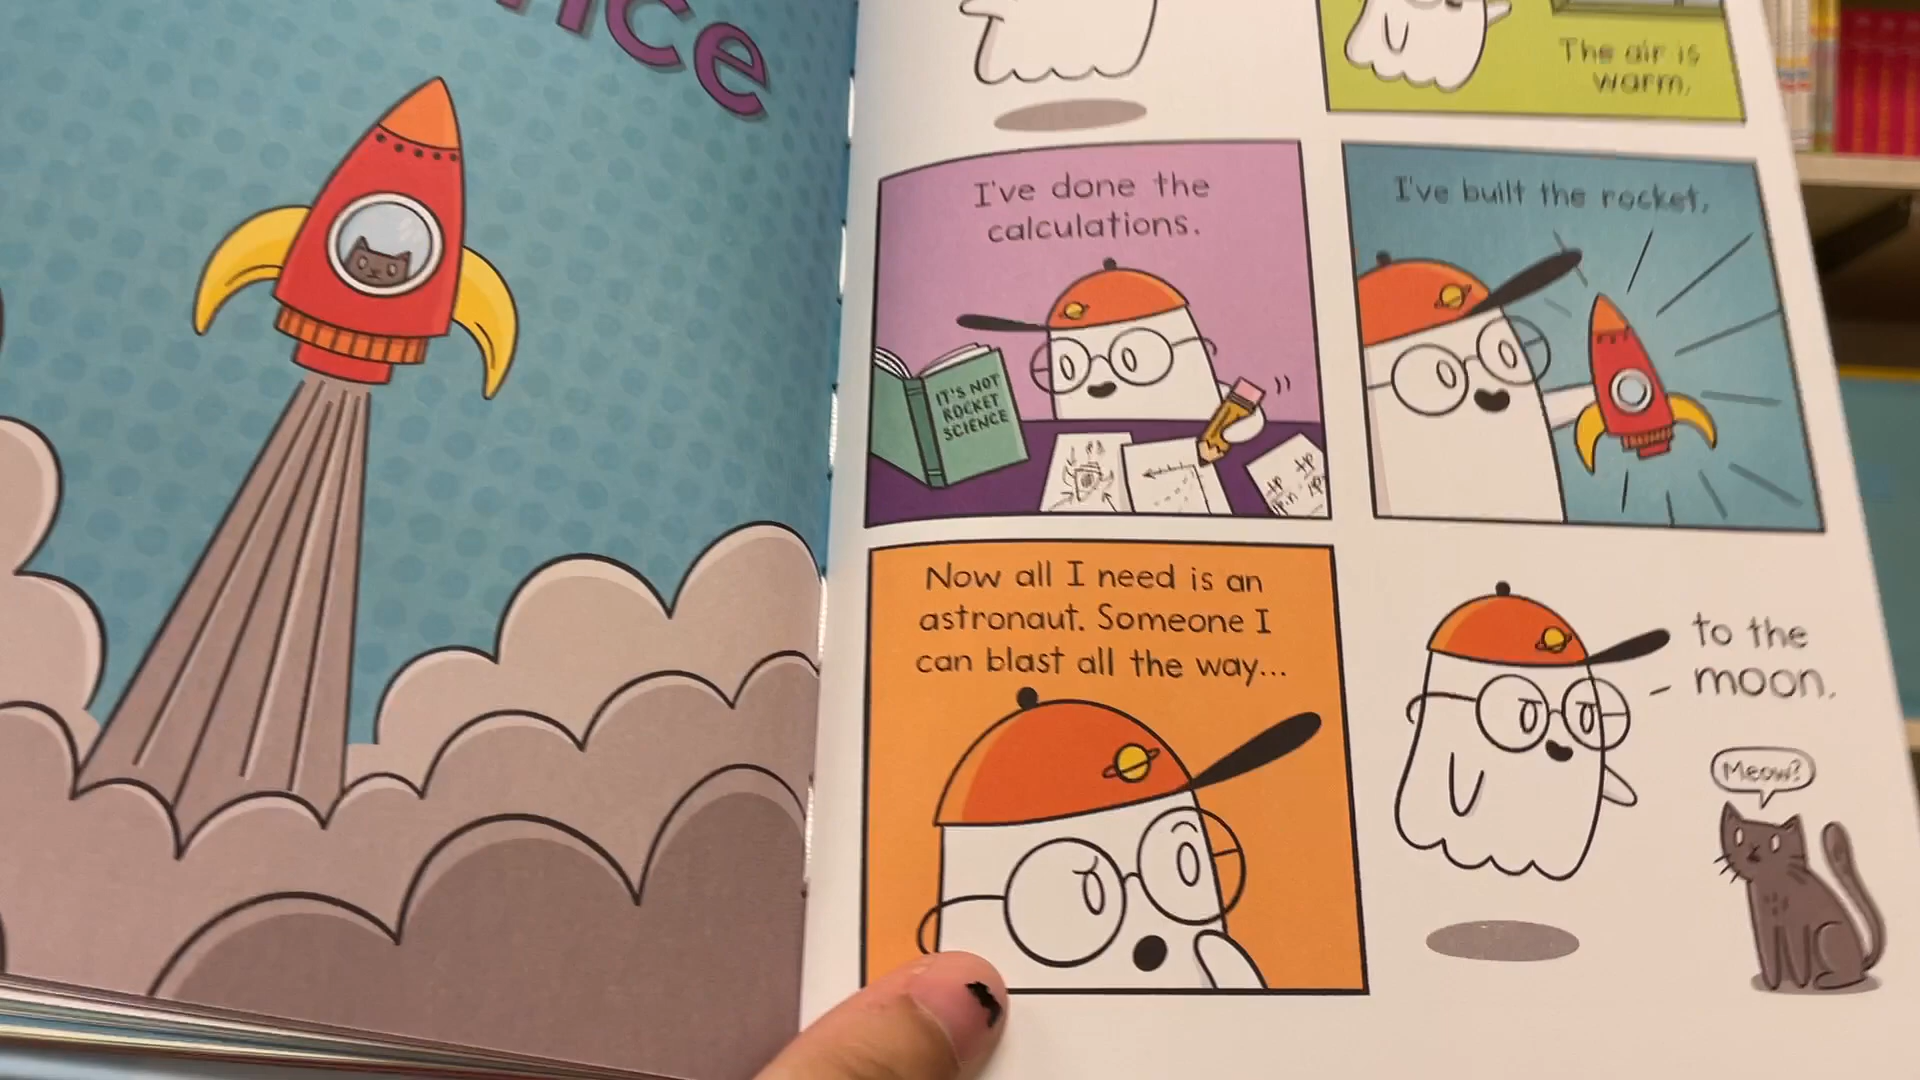 The air is
warm.
I've done the
calculations.
IT'S NOT
ROCKET
SCIENCE
I've built the rocket.
Now all I need is an
astronaut. Someone I
can blast all the way...
to the
moon.
Meow?